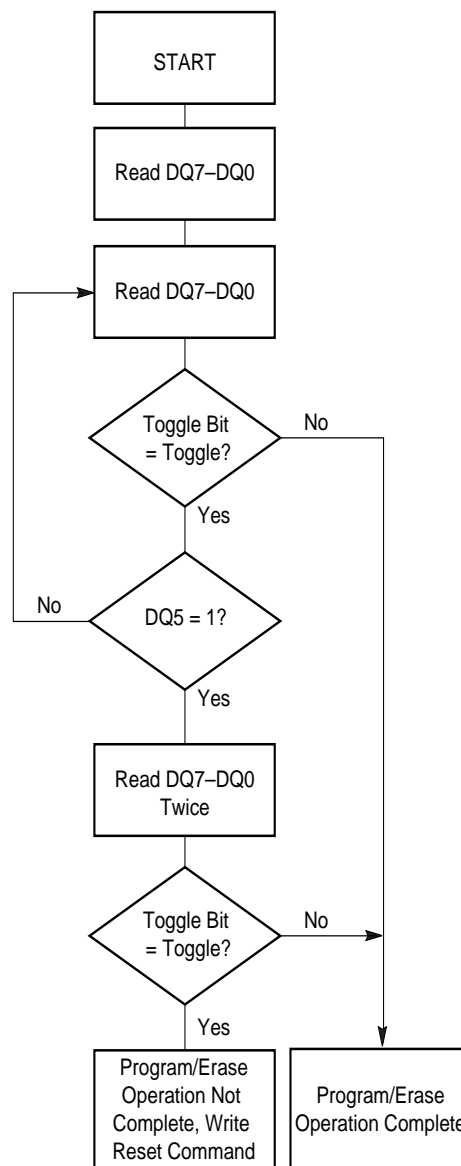 START
Read DQ7–DQ0
Read DQ7–DQ0
Toggle Bit
= Toggle?
No
Yes
No
DQ5 = 1?
Yes
Read DQ7–DQ0
Twice
Toggle Bit
= Toggle?
No
Yes
Program/Erase
Operation Not
Complete, Write
Reset Command
Program/Erase
Operation Complete